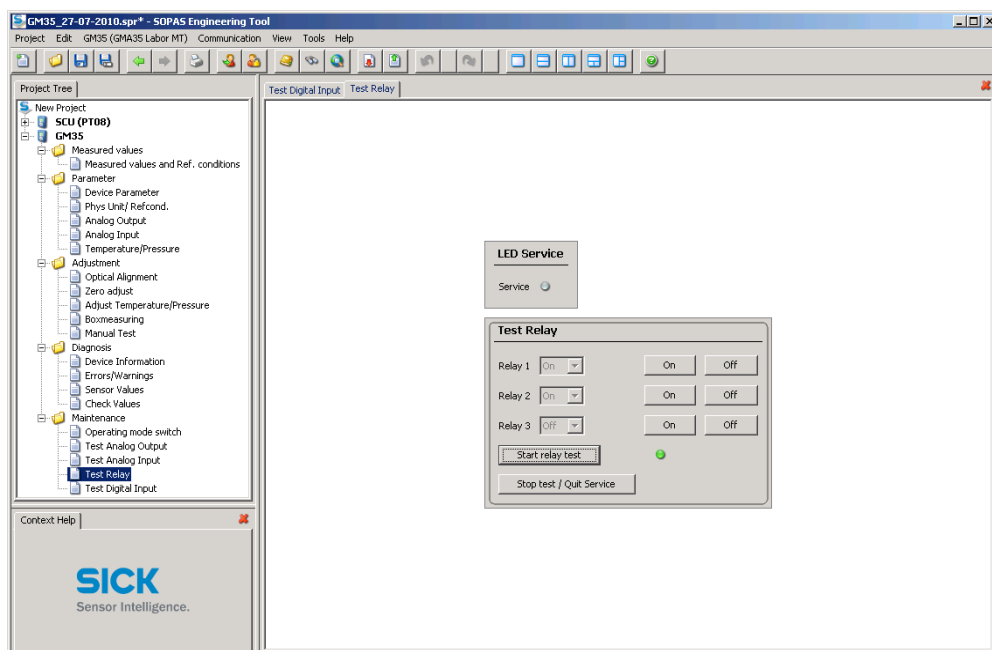 GM35_27-07-2010.spr* - SOPAS Engineering Tool
Project Edit GM35 (GMA35 Labor MT) Communication View Tools Help
Project Tree
New Project
SCU (PT08)
GM35
Measured values
Measured values and Ref. conditions
Parameter
Device Parameter
Phys Unit/ Refcond.
Analog Output
Analog Input
Temperature/Pressure
Adjustment
Optical Alignment
Zero adjust
Adjust Temperature/Pressure
Boxmeasuring
Manual Test
Diagnosis
Device Information
Errors/Warnings
Sensor Values
Check Values
Maintenance
Operating mode switch
Test Analog Output
Test Analog Input
Test Relay
Test Digital Input
Context Help
SICK
Sensor Intelligence.
Test Digital Input Test Relay
LED Service
Service
Test Relay
Relay 1 On On Off
Relay 2 On On Off
Relay 3 Off On Off
Start relay test
Stop test / Quit Service